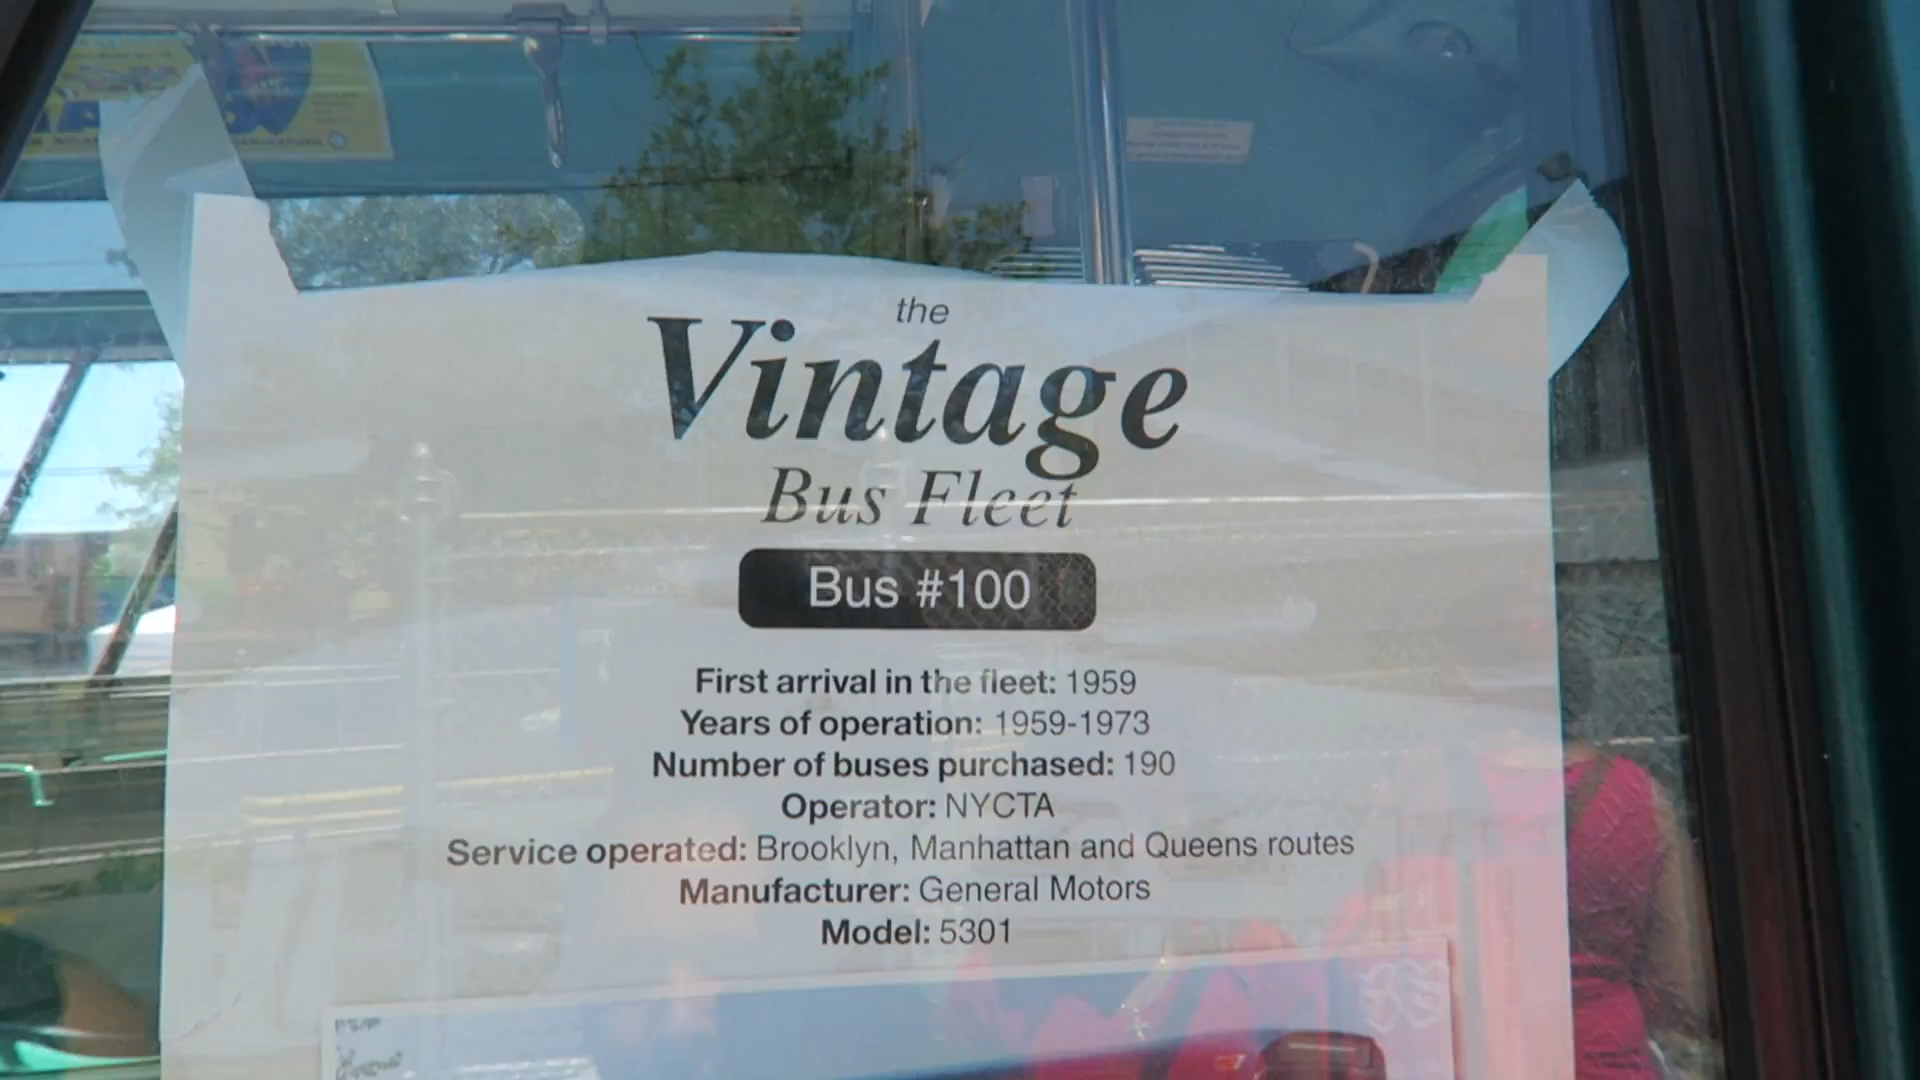 the
Vintage
Bus Fleet
Bus #100
First arrival in the fleet: 1959
Years of operation: 1959-1973
Number of buses purchased: 190
Operator: NYCTA
Service operated: Brooklyn, Manhattan and Queens routes
Manufacturer: General Motors
Model: 5301